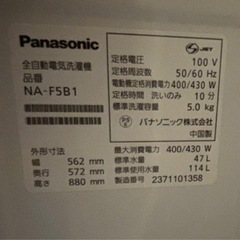 Panasonic
全自動電気洗濯機
品番
NA-F5B1
JET
定格電圧 100 V
定格周波数 50/60 Hz
電動機定格消費電力 400/430 W
定格時間 洗いのみ 10 分
標準洗濯容量 5.0 kg
パナソニック株式会社
中国製
外形寸法
幅 562 mm
奥行 572 mm
高さ 880 mm
最大消費電力 400/430 W
標準水量 47 L
標準使用水量 114 L
製造番号 2371101358